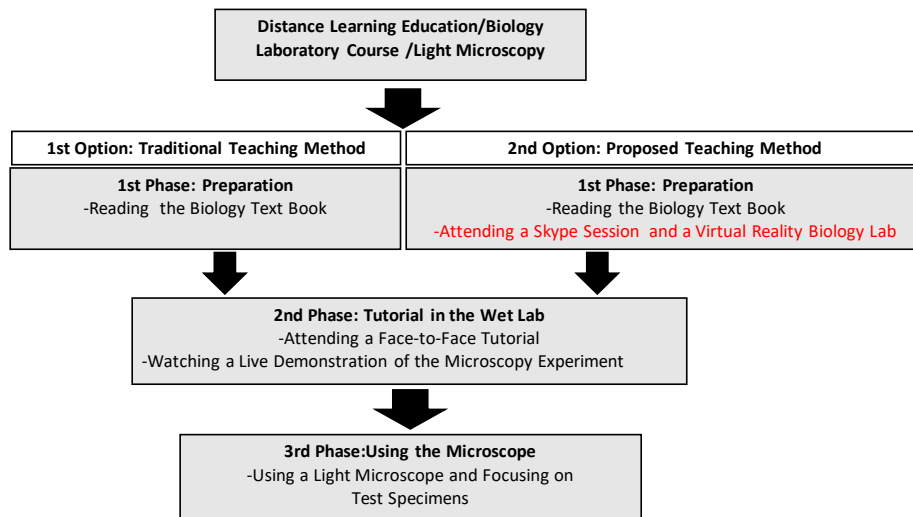 Distance Learning Education/Biology
Laboratory Course /Light Microscopy
1st Option: Traditional Teaching Method
2nd Option: Proposed Teaching Method
1st Phase: Preparation
-Reading the Biology Text Book
1st Phase: Preparation
-Reading the Biology Text Book
-Attending a Skype Session and a Virtual Reality Biology Lab
2nd Phase: Tutorial in the Wet Lab
-Attending a Face-to-Face Tutorial
-Watching a Live Demonstration of the Microscopy Experiment
3rd Phase:Using the Microscope
-Using a Light Microscope and Focusing on
Test Specimens